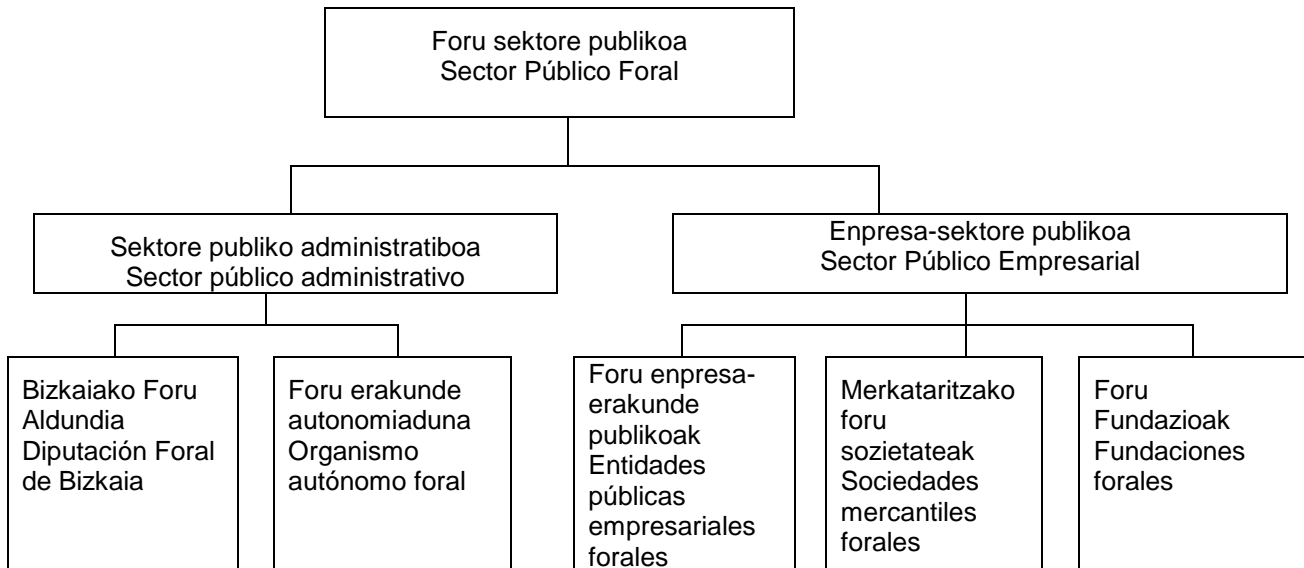 Foru sektore publikoa
Sector Público Foral
Sektore publiko administratiboa
Sector público administrativo
Enpresa-sektore publikoa
Sector Público Empresarial
Bizkaiako Foru
Aldundia
Diputación Foral
de Bizkaia
Foru erakunde
autonomiaduna
Organismo
autónomo foral
Foru enpresa-
erakunde
publikoak
Entidades
públicas
empresariales
forales
Merkataritzako
foru
sozietateak
Sociedades
mercantiles
forales
Foru
Fundazioak
Fundaciones
forales